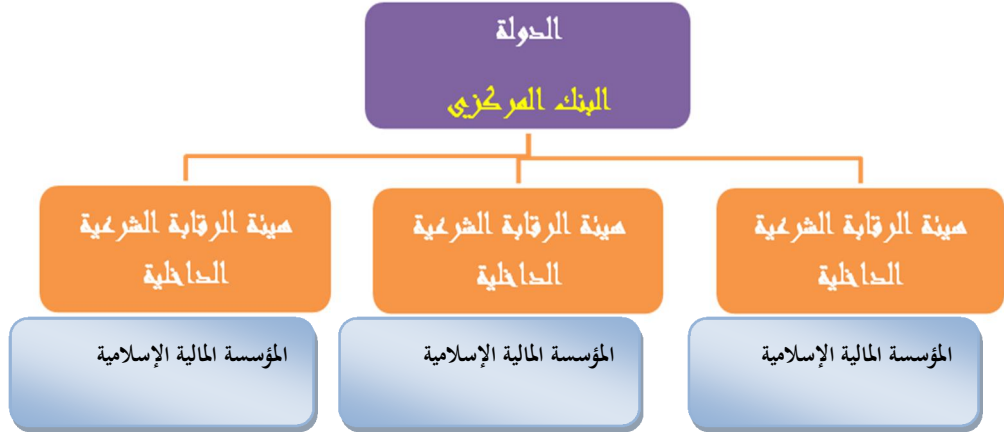 الدولة
البنك المركزي
هيئة الرقابة الشرعية
الداخلية
هيئة الرقابة الشرعية
الداخلية
هيئة الرقابة الشرعية
الداخلية
المؤسسة المالية الإسلامية
المؤسسة المالية الإسلامية
المؤسسة المالية الإسلامية